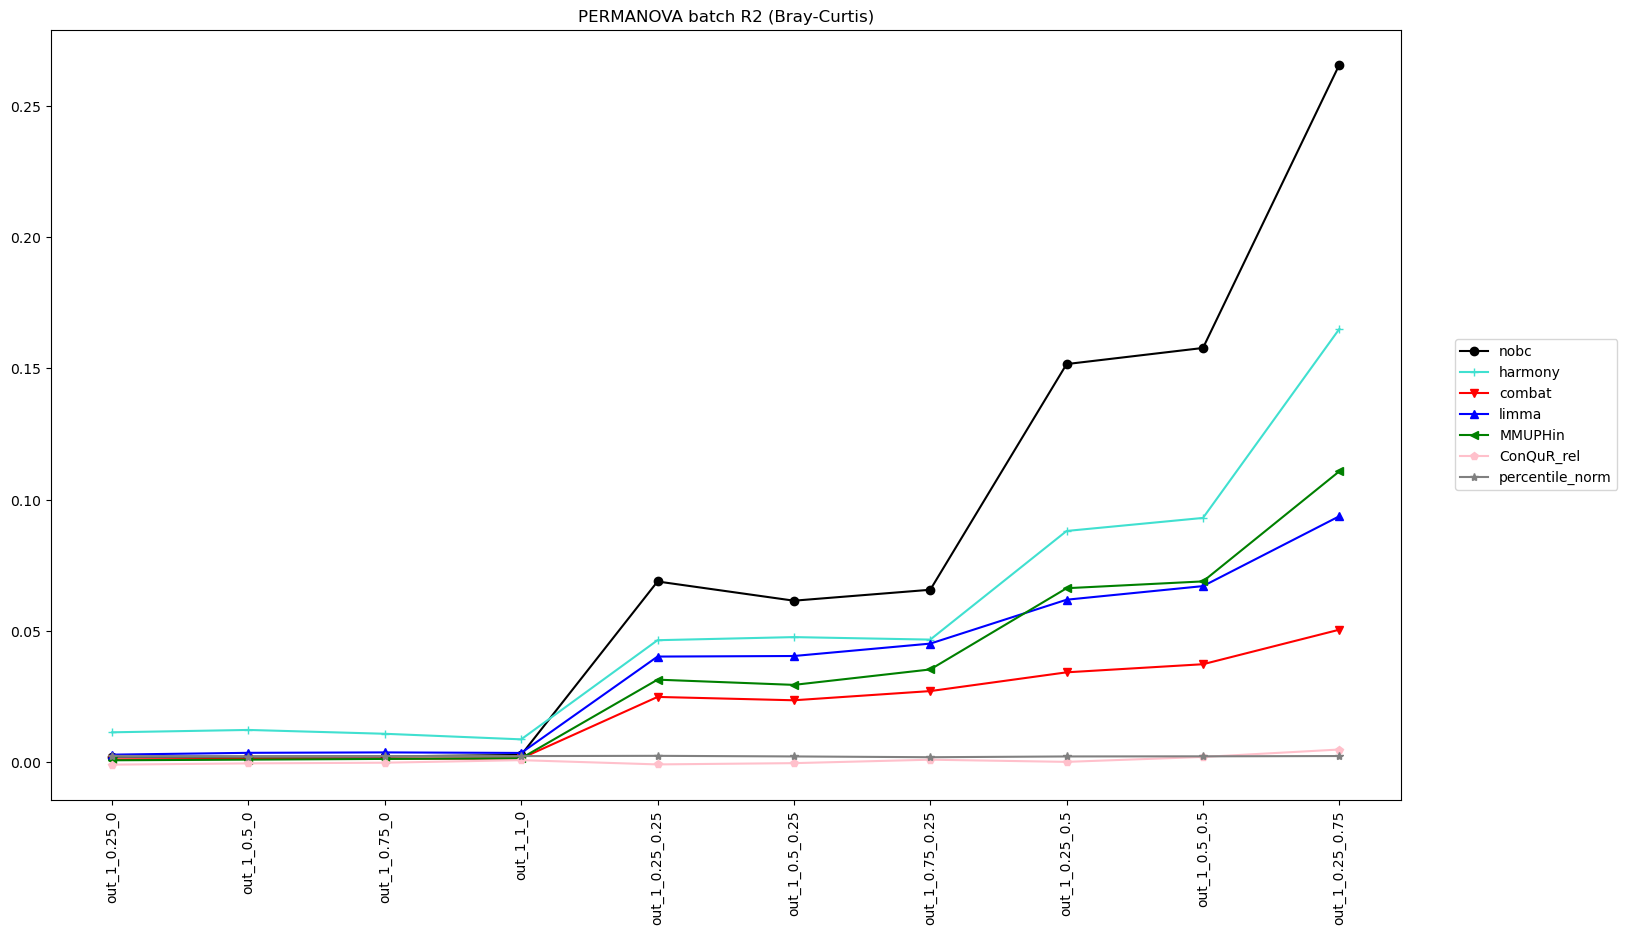 PERMANOVA batch R2 (Bray-Curtis)
0.25
0.20
0.15
0.10
0.05
0.00
out_1_0.25_0
out_1_0.5_0
out_1_0.75_0
out_1_1_0
out_1_0.25_0.25
out_1_0.5_0.25
out_1_0.75_0.25
out_1_0.25_0.5
out_1_0.5_0.5
out_1_0.25_0.75
nobc
harmony
combat
limma
MMUPHin
ConQuR_rel
percentile_norm